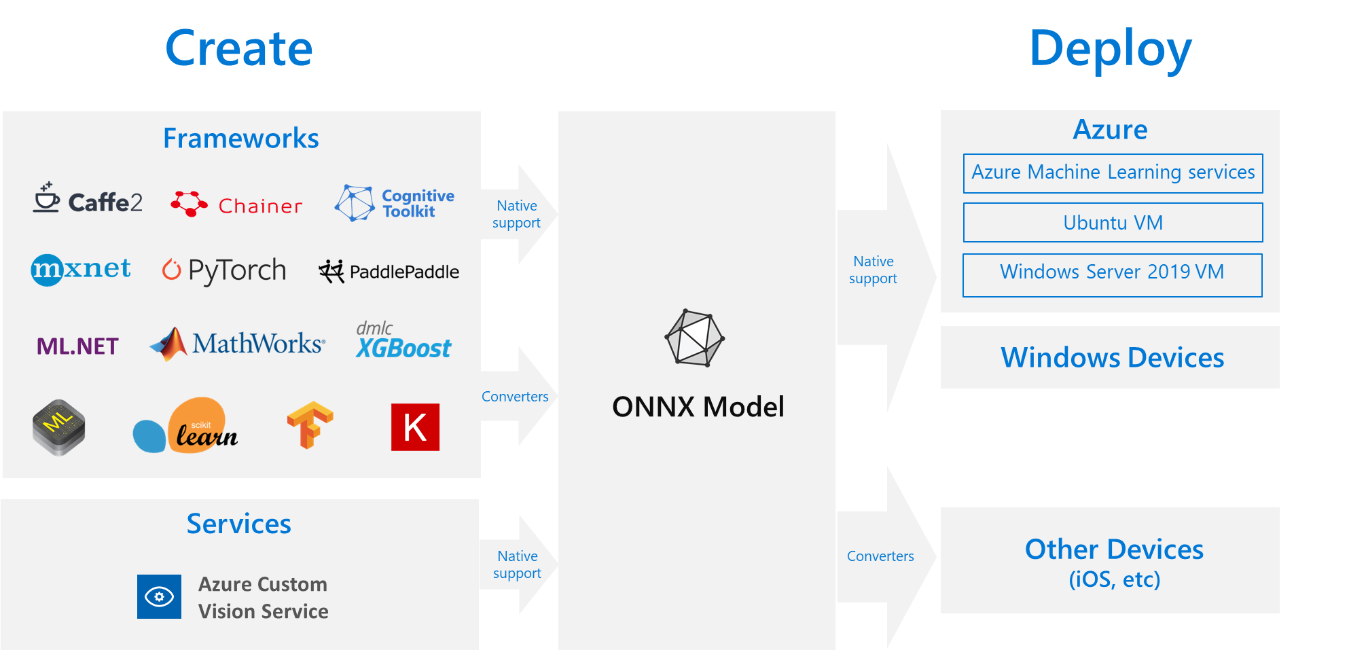 Create
Deploy
Frameworks
Caffe2
Chainer
Cognitive
Toolkit
mxnet
PyTorch
PaddlePaddle
ML.NET
MathWorks®
dmlc
XGBoost
ML
scikit
learn
K
Services
Azure Custom
Vision Service
Native
support
Converters
Native
support
ONNX Model
Native
support
Converters
Azure
Azure Machine Learning services
Ubuntu VM
Windows Server 2019 VM
Windows Devices
Other Devices
(iOS, etc)